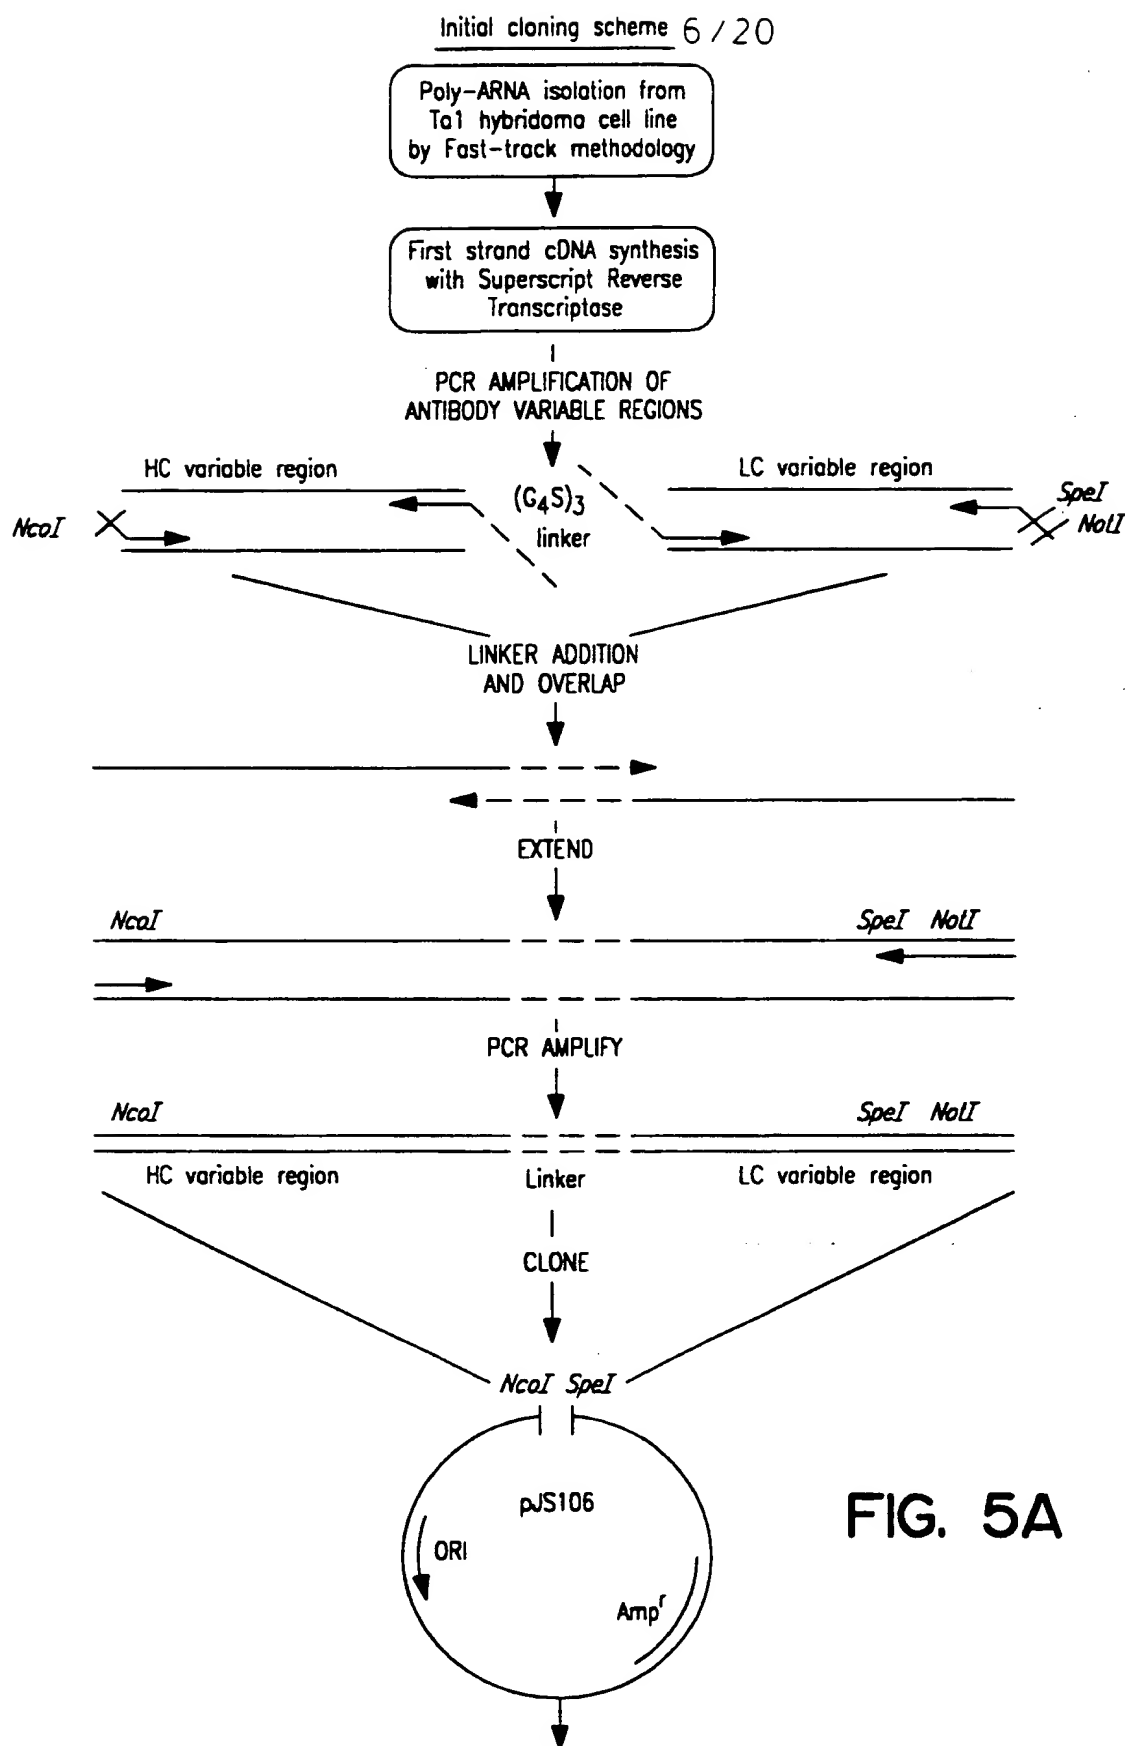 Initial cloning scheme 6/20
Poly-ARNA isolation from
Ta1 hybridoma cell line
by Fast-track methodology
First strand cDNA synthesis
with Superscript Reverse
Transcriptase
PCR AMPLIFICATION OF
ANTIBODY VARIABLE REGIONS
HC variable region
LC variable region
(G4S)3
linker
NcoI
SpeI
NotI
LINKER ADDITION
AND OVERLAP
EXTEND
NcoI
SpeI NotI
PCR AMPLIFY
NcoI
SpeI NotI
HC variable region
Linker
LC variable region
CLONE
NcoI SpeI
pJS106
ORI
Ampr
FIG. 5A